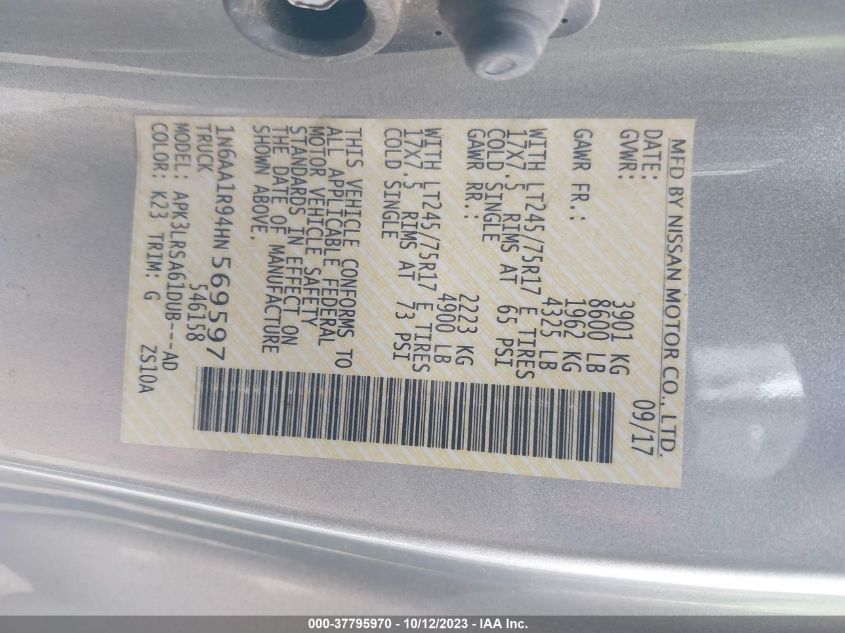 MFD BY NISSAN MOTOR CO., LTD.
DATE: 09/17
GVWR: 3901 KG
8600 LB
GAWR FR.: 1962 KG
4325 LB
WITH LT245/75R17 E TIRES
17X7.5 RIMS AT 65 PSI
COLD SINGLE
GAWR RR.: 2223 KG
4900 LB
WITH LT245/75R17 E TIRES
17X7.5 RIMS AT 73 PSI
COLD SINGLE
THIS VEHICLE CONFORMS TO
ALL APPLICABLE FEDERAL
MOTOR VEHICLE SAFETY
STANDARDS IN EFFECT ON
THE DATE OF MANUFACTURE
SHOWN ABOVE.
1N6AA1R94HN569597
TRUCK 546158
MODEL: APK3LRSA61DUB---AD
COLOR: K23 TRIM: G ZS10A
000-37795970 - 10/12/2023 - IAA Inc.